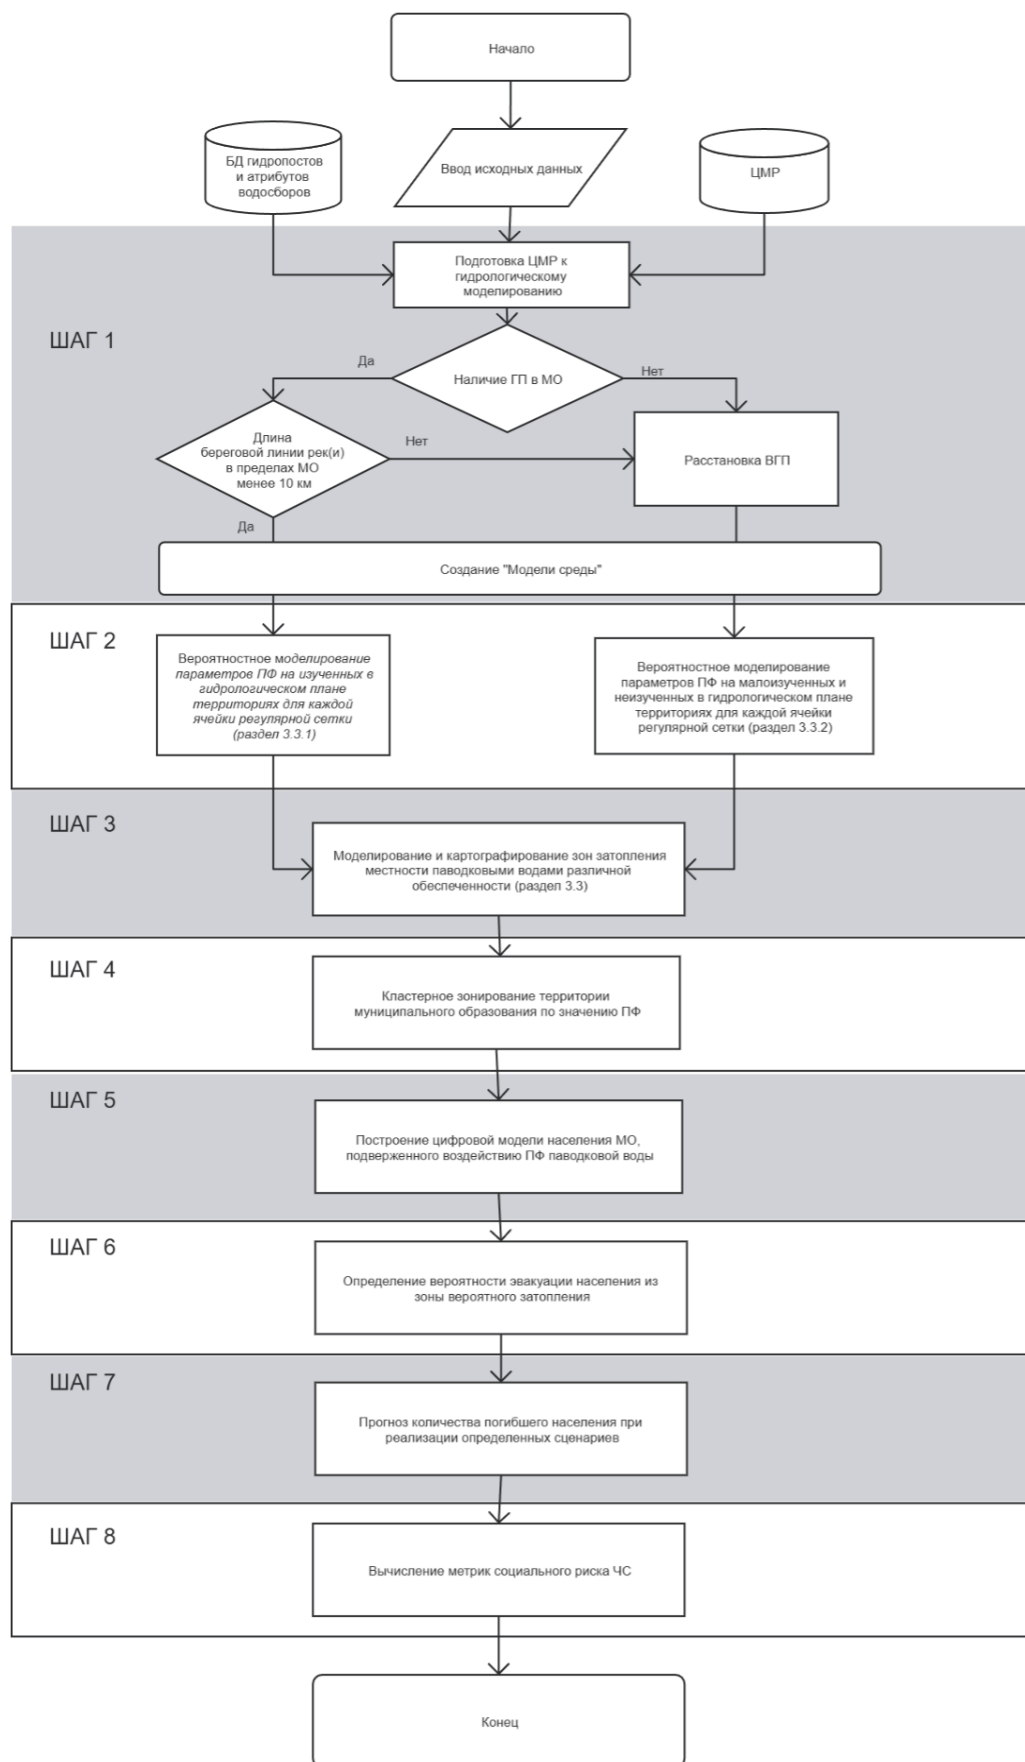 Начало
БД гидропостов
и атрибутов
водосборов
Ввод исходных данных
ЦМР
ШАГ 1
Подготовка ЦМР к
гидрологическому
моделированию
Да
Наличие ГП в МО
Нет
Длина
береговой линии рек(и)
в пределах МО
менее 10 км
Нет
Расстановка ВГП
Да
Создание "Модели среды"
ШАГ 2
Вероятностное моделирование
параметров ПФ на изученных в
гидрологическом плане
территориях для каждой
ячейки регулярной сетки
(раздел 3.3.1)
Вероятностное моделирование
параметров ПФ на малоизученных и
неизученных в гидрологическом плане
территориях для каждой ячейки
регулярной сетки (раздел 3.3.2)
ШАГ 3
Моделирование и картографирование зон затопления
местности паводковыми водами различной
обеспеченности (раздел 3.3)
ШАГ 4
Кластерное зонирование территории
муниципального образования по значению ПФ
ШАГ 5
Построение цифровой модели населения МО,
подверженного воздействию ПФ паводковой воды
ШАГ 6
Определение вероятности эвакуации населения из
зоны вероятного затопления
ШАГ 7
Прогноз количества погибшего населения при
реализации определенных сценариев
ШАГ 8
Вычисление метрик социального риска ЧС
Конец